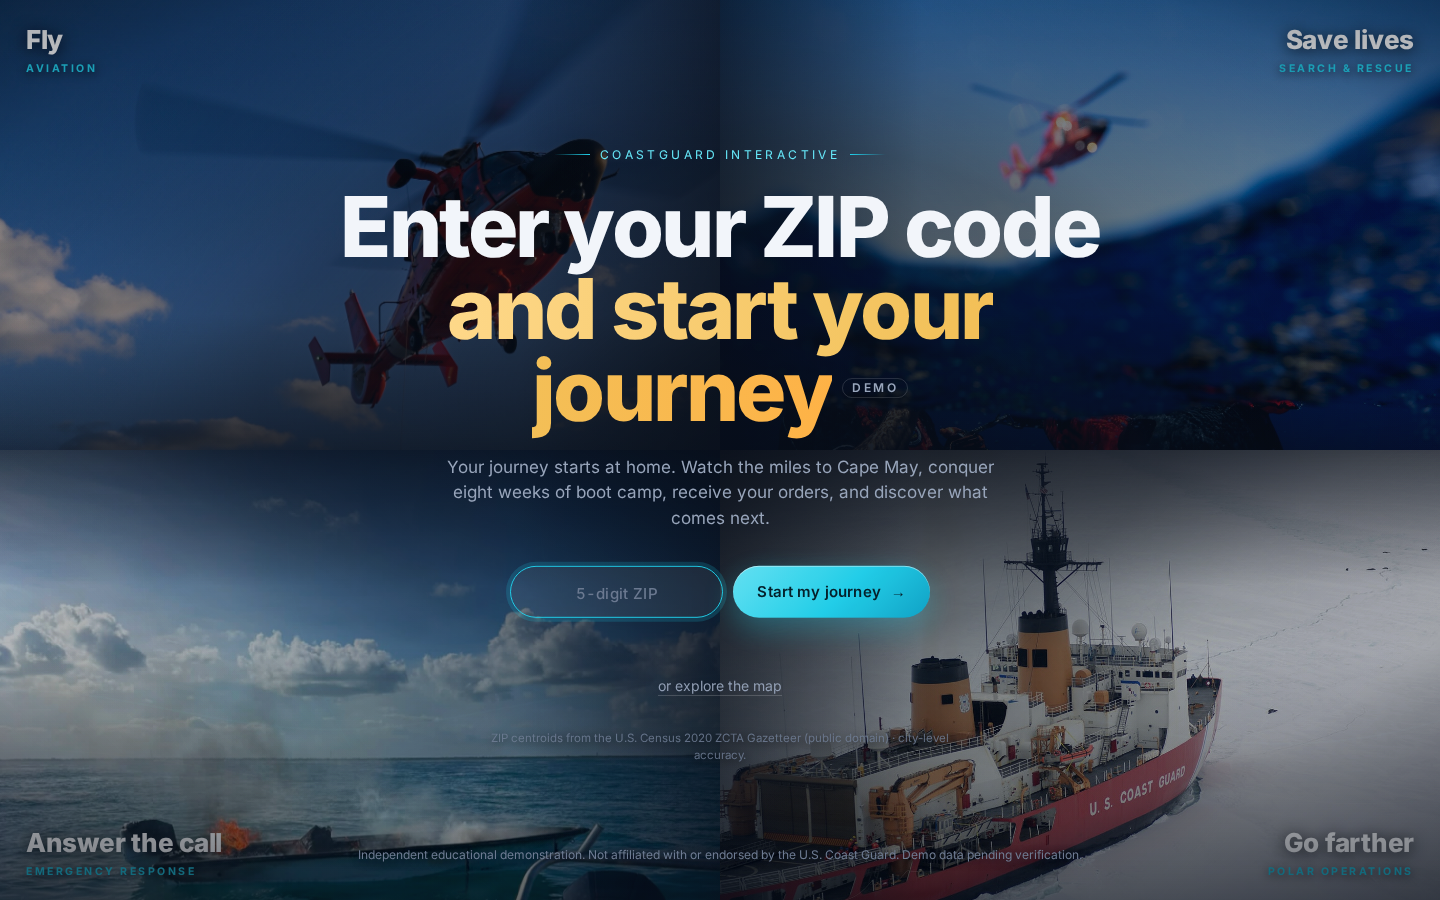 Fly
AVIATION
Save lives
SEARCH & RESCUE
COASTGUARD INTERACTIVE
Enter your ZIP code
and start your
journey DEMO
Your journey starts at home. Watch the miles to Cape May, conquer
eight weeks of boot camp, receive your orders, and discover what
comes next.
5-digit ZIP
Start my journey →
or explore the map
ZIP centroids from the U.S. Census 2020 ZCTA Gazetteer (public domain) · city-level
accuracy.
U. S. COAST GUARD
Answer the call
EMERGENCY RESPONSE
Go farther
POLAR OPERATIONS
Independent educational demonstration. Not affiliated with or endorsed by the U.S. Coast Guard. Demo data pending verification.